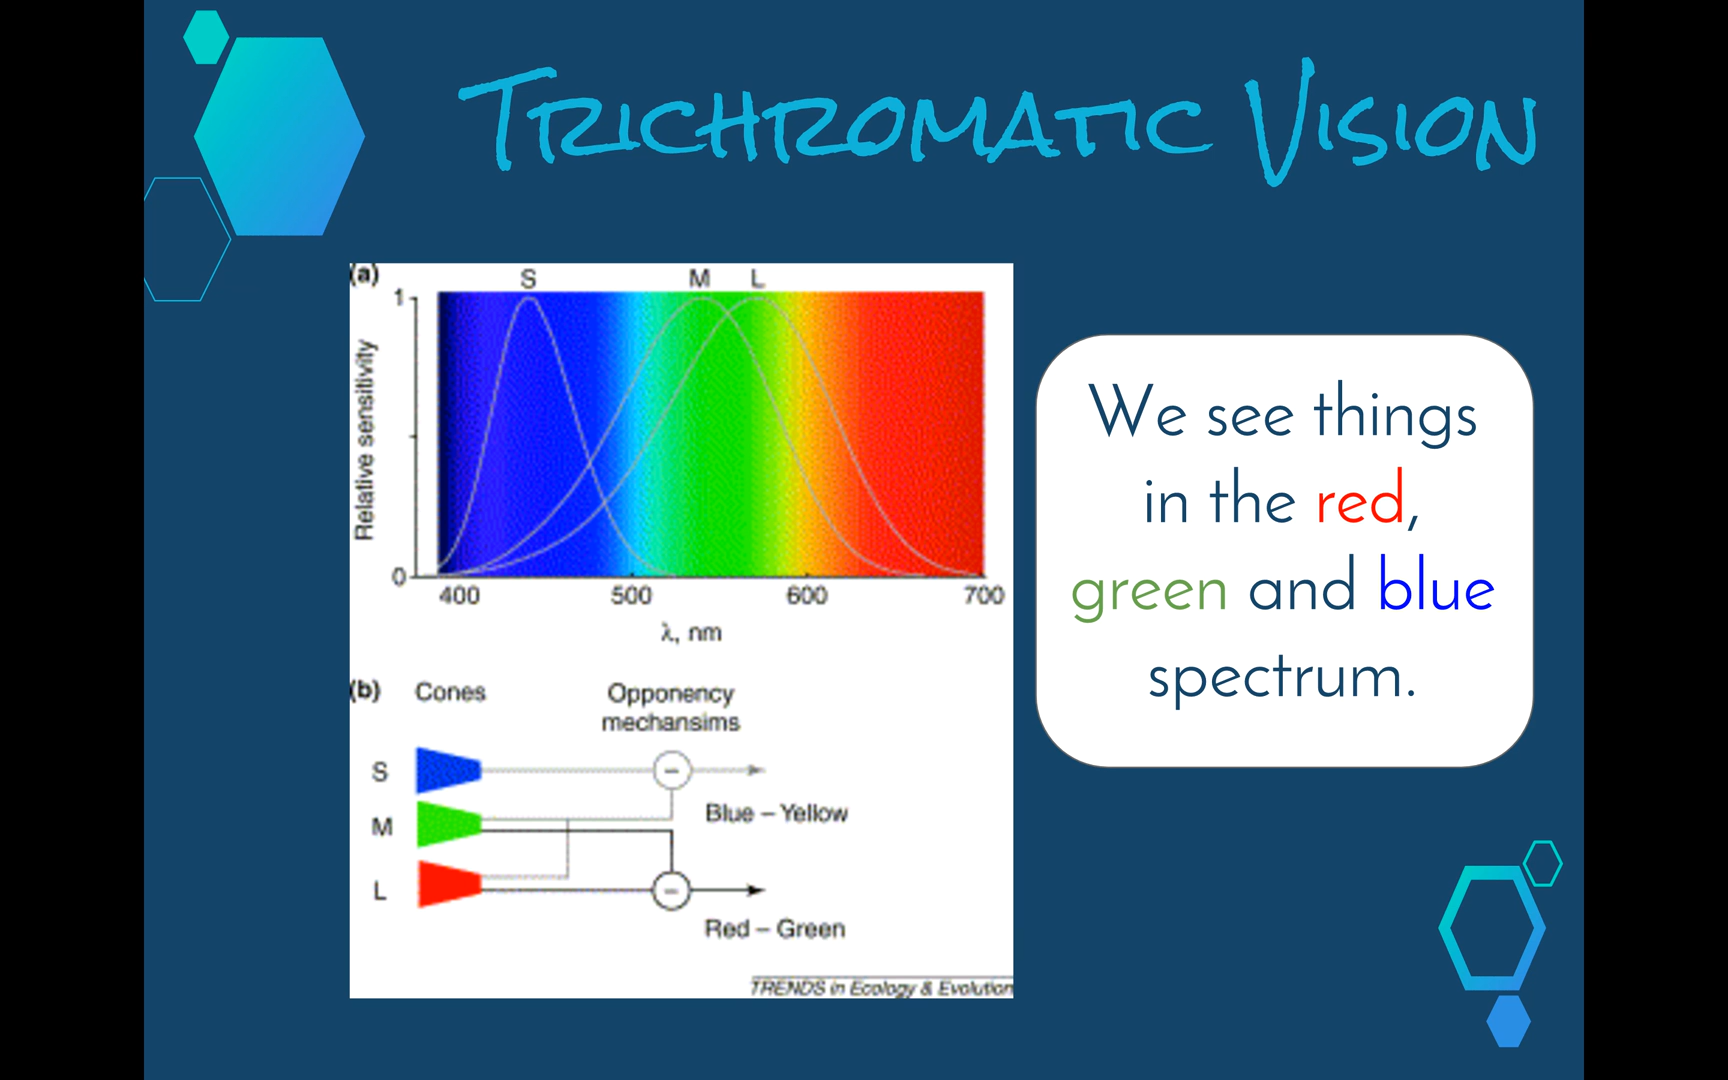 Trichromatic Vision
(a)
S M L
1
Relative sensitivity
0
400 500 600 700
λ, nm
(b) Cones Opponency
mechansims
S
Blue – Yellow
M
L
Red – Green
TRENDS in Ecology & Evolution
We see things
in the red,
green and blue
spectrum.